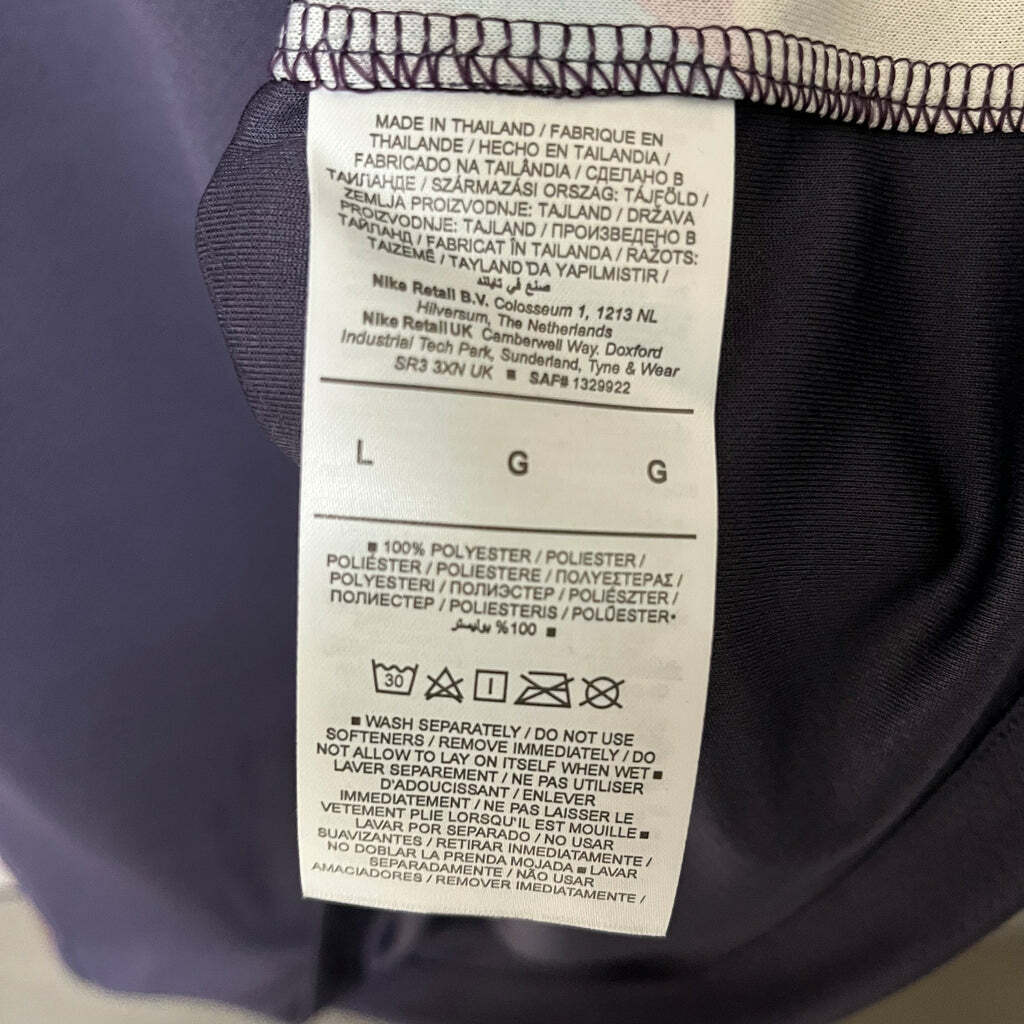 MADE IN THAILAND / FABRIQUE EN
THAILANDE / HECHO EN TAILANDIA /
FABRICADO NA TAILÂNDIA / СДЕЛАНО В
ТАИЛАНДЕ / SZÁRMAZÁSI ORSZÁG: TÁJFÖLD /
ZEMLJA PROIZVODNJE: TAJLAND / DRŽAVA
PROIZVODNJE: TAJLAND / ПРОИЗВЕДЕНО В
ТАЙЛАНД / FABRICAT ÎN TAILANDA / RAŽOTS:
TAIZEMĒ / TAYLAND'DA YAPILMISTIR /
صنع في تايلاند
Nike Retail B.V. Colosseum 1, 1213 NL
Hilversum, The Netherlands
Nike Retail UK Camberwell Way, Doxford
Industrial Tech Park, Sunderland, Tyne & Wear
SR3 3XN UK ■ SAF# 1329922
L G G
■ 100% POLYESTER / POLIESTER /
POLIÉSTER / POLIESTERE / ΠΟΛΥΕΣΤΕΡΑΣ /
POLYESTERI / ПОЛИЭСТЕР / POLIÉSZTER /
ПОЛИЕСТЕР / POLIESTERIS / POLÜESTER•
%100 بوليستر ■
30
■ WASH SEPARATELY / DO NOT USE
SOFTENERS / REMOVE IMMEDIATELY / DO
NOT ALLOW TO LAY ON ITSELF WHEN WET ■
LAVER SEPAREMENT / NE PAS UTILISER
D'ADOUCISSANT / ENLEVER
IMMEDIATEMENT / NE PAS LAISSER LE
VETEMENT PLIE LORSQU'IL EST MOUILLE ■
LAVAR POR SEPARADO / NO USAR
SUAVIZANTES / RETIRAR INMEDIATAMENTE /
NO DOBLAR LA PRENDA MOJADA ■ LAVAR
SEPARADAMENTE / NÃO USAR
AMACIADORES / REMOVER IMEDIATAMENTE /